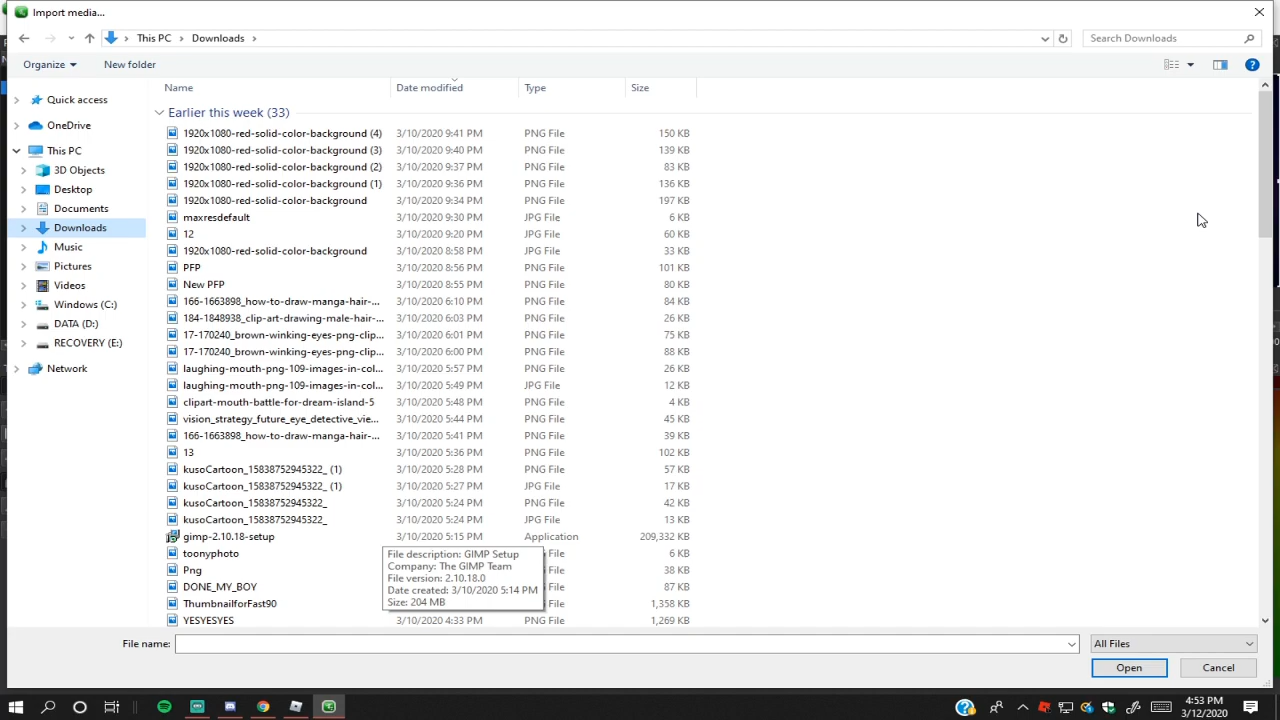 Import media...
This PC Downloads
Search Downloads
Organize New folder
Name Date modified Type Size
Quick access
OneDrive
This PC
3D Objects
Desktop
Documents
Downloads
Music
Pictures
Videos
Windows (C:)
DATA (D:)
RECOVERY (E:)
Network
Earlier this week (33)
1920x1080-red-solid-color-background (4) 3/10/2020 9:41 PM PNG File 150 KB
1920x1080-red-solid-color-background (3) 3/10/2020 9:40 PM PNG File 139 KB
1920x1080-red-solid-color-background (2) 3/10/2020 9:37 PM PNG File 83 KB
1920x1080-red-solid-color-background (1) 3/10/2020 9:36 PM PNG File 136 KB
1920x1080-red-solid-color-background 3/10/2020 9:34 PM PNG File 197 KB
maxresdefault 3/10/2020 9:30 PM JPG File 6 KB
12 3/10/2020 9:20 PM JPG File 60 KB
1920x1080-red-solid-color-background 3/10/2020 8:58 PM JPG File 33 KB
PFP 3/10/2020 8:56 PM PNG File 101 KB
New PFP 3/10/2020 8:55 PM PNG File 80 KB
166-1663898_how-to-draw-manga-hair-... 3/10/2020 6:10 PM PNG File 84 KB
184-1848938_clip-art-drawing-male-hair-... 3/10/2020 6:03 PM PNG File 26 KB
17-170240_brown-winking-eyes-png-clip... 3/10/2020 6:01 PM PNG File 75 KB
17-170240_brown-winking-eyes-png-clip... 3/10/2020 6:00 PM PNG File 88 KB
laughing-mouth-png-109-images-in-col... 3/10/2020 5:57 PM PNG File 26 KB
laughing-mouth-png-109-images-in-col... 3/10/2020 5:49 PM JPG File 12 KB
clipart-mouth-battle-for-dream-island-5 3/10/2020 5:48 PM PNG File 4 KB
vision_strategy_future_eye_detective_vie... 3/10/2020 5:44 PM PNG File 45 KB
166-1663898_how-to-draw-manga-hair-... 3/10/2020 5:41 PM PNG File 39 KB
13 3/10/2020 5:36 PM PNG File 102 KB
kusoCartoon_15838752945322_ (1) 3/10/2020 5:28 PM PNG File 57 KB
kusoCartoon_15838752945322_ (1) 3/10/2020 5:27 PM JPG File 17 KB
kusoCartoon_15838752945322_ 3/10/2020 5:24 PM PNG File 42 KB
kusoCartoon_15838752945322_ 3/10/2020 5:24 PM JPG File 13 KB
gimp-2.10.18-setup 3/10/2020 5:15 PM Application 209,332 KB
toonyphoto File 6 KB
Png File 38 KB
DONE_MY_BOY File 87 KB
ThumbnailforFast90 File 1,358 KB
YESYESYES 3/10/2020 4:33 PM PNG File 1,269 KB
File description: GIMP Setup
Company: The GIMP Team
File version: 2.10.18.0
Date created: 3/10/2020 5:14 PM
Size: 204 MB
File name: All Files
Open Cancel
4:53 PM
3/12/2020